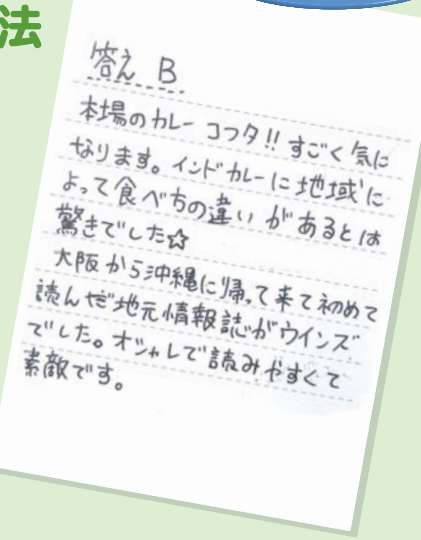 法
答え B
本場のカレー コフタ!! すごく気に
なります。インドカレーに地域に
よって食べ方の違いがあるとは
驚きでした☆
大阪から沖縄に帰って来て初めて
読んだ地元情報誌がウインズ
でした。オシャレで読みやすくて
素敵です。